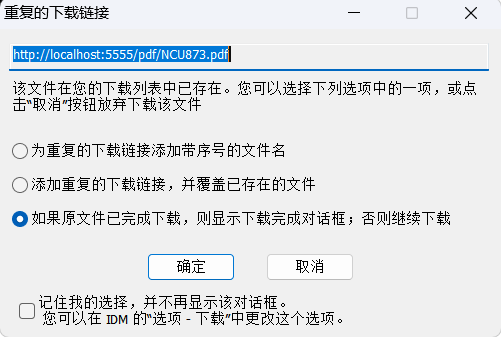 重复的下载链接
http://localhost:5555/pdf/NCU873.pdf
该文件在您的下载列表中已存在。您可以选择下列选项中的一项，或点
击“取消”按钮放弃下载该文件
为重复的下载链接添加带序号的文件名
添加重复的下载链接，并覆盖已存在的文件
如果原文件已完成下载，则显示下载完成对话框；否则继续下载
确定 取消
记住我的选择，并不再显示该对话框。
您可以在 IDM 的“选项 - 下载”中更改这个选项。